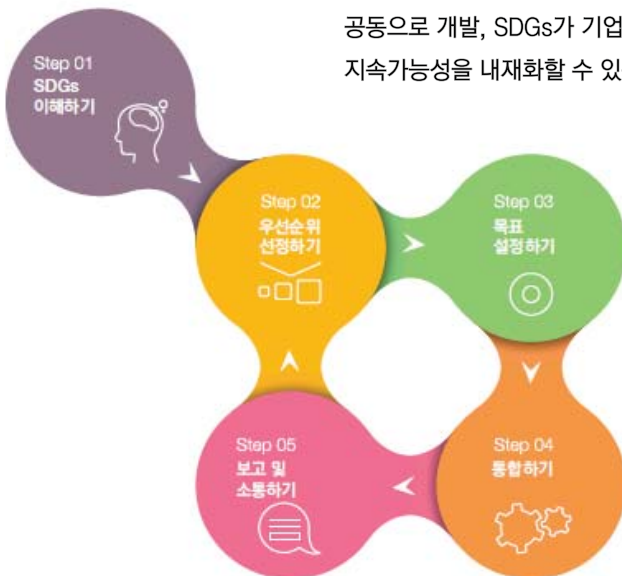 공동으로 개발, SDGs가 기업
지속가능성을 내재화할 수 있
Step 01
SDGs
이해하기
Step 02
우선순위
선정하기
Step 03
목표
설정하기
Step 04
통합하기
Step 05
보고 및
소통하기